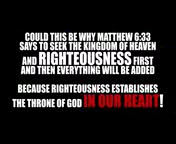 COULD THIS BE WHY MATTHEW 6:33
SAYS TO SEEK THE KINGDOM OF HEAVEN
AND RIGHTEOUSNESS FIRST
AND THEN EVERYTHING WILL BE ADDED
BECAUSE RIGHTEOUSNESS ESTABLISHES
THE THRONE OF GOD IN OUR HEART!